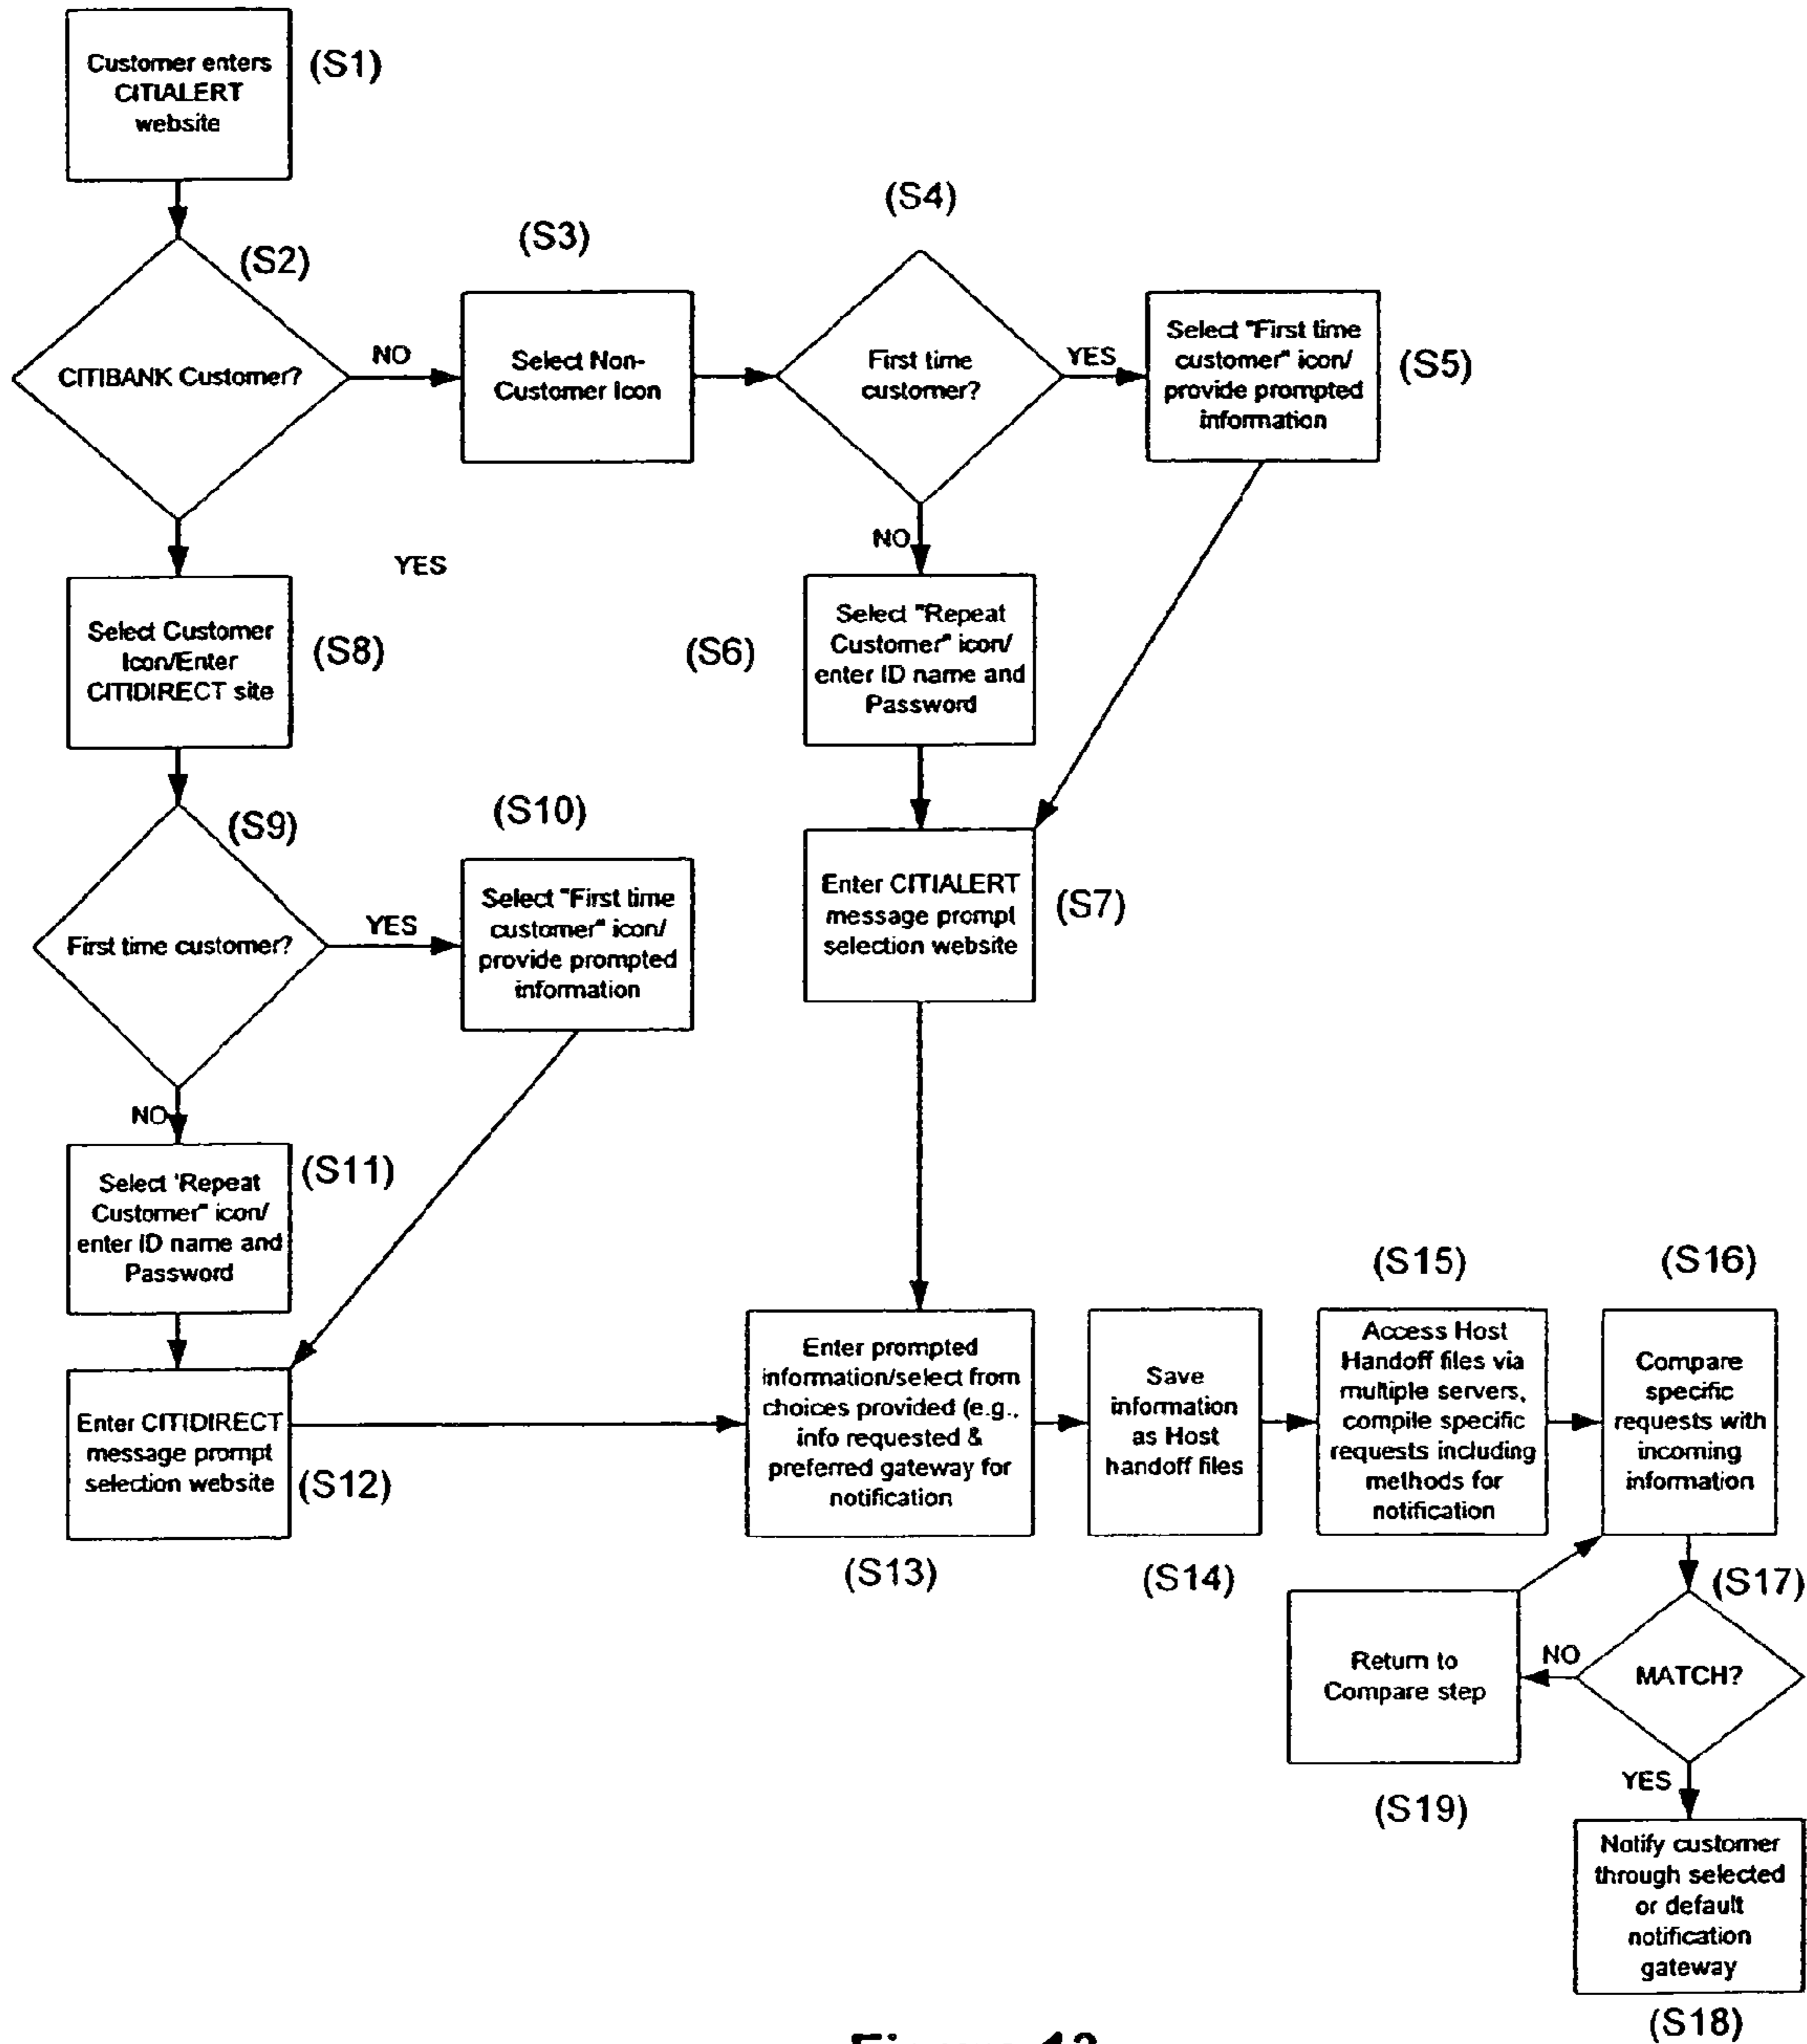 Customer enters
CITIALERT
website
(S1)
CITIBANK Customer?
(S2)
NO
Select Non-
Customer Icon
(S3)
First time
customer?
(S4)
YES
Select "First time
customer" icon/
provide prompted
information
(S5)
YES
NO
Select Customer
Icon/Enter
CITIDIRECT site
(S8)
Select "Repeat
Customer" icon/
enter ID name and
Password
(S6)
First time customer?
(S9)
YES
Select "First time
customer" icon/
provide prompted
information
(S10)
Enter CITIALERT
message prompt
selection website
(S7)
NO
Select 'Repeat
Customer" icon/
enter ID name and
Password
(S11)
Enter CITIDIRECT
message prompt
selection website
(S12)
Enter prompted
information/select from
choices provided (e.g.,
info requested &
preferred gateway for
notification
(S13)
Save
information
as Host
handoff files
(S14)
(S15)
Access Host
Handoff files via
multiple servers,
compile specific
requests including
methods for
notification
(S16)
Compare
specific
requests with
incoming
information
(S17)
MATCH?
NO
Return to
Compare step
(S19)
YES
Notify customer
through selected
or default
notification
gateway
(S18)